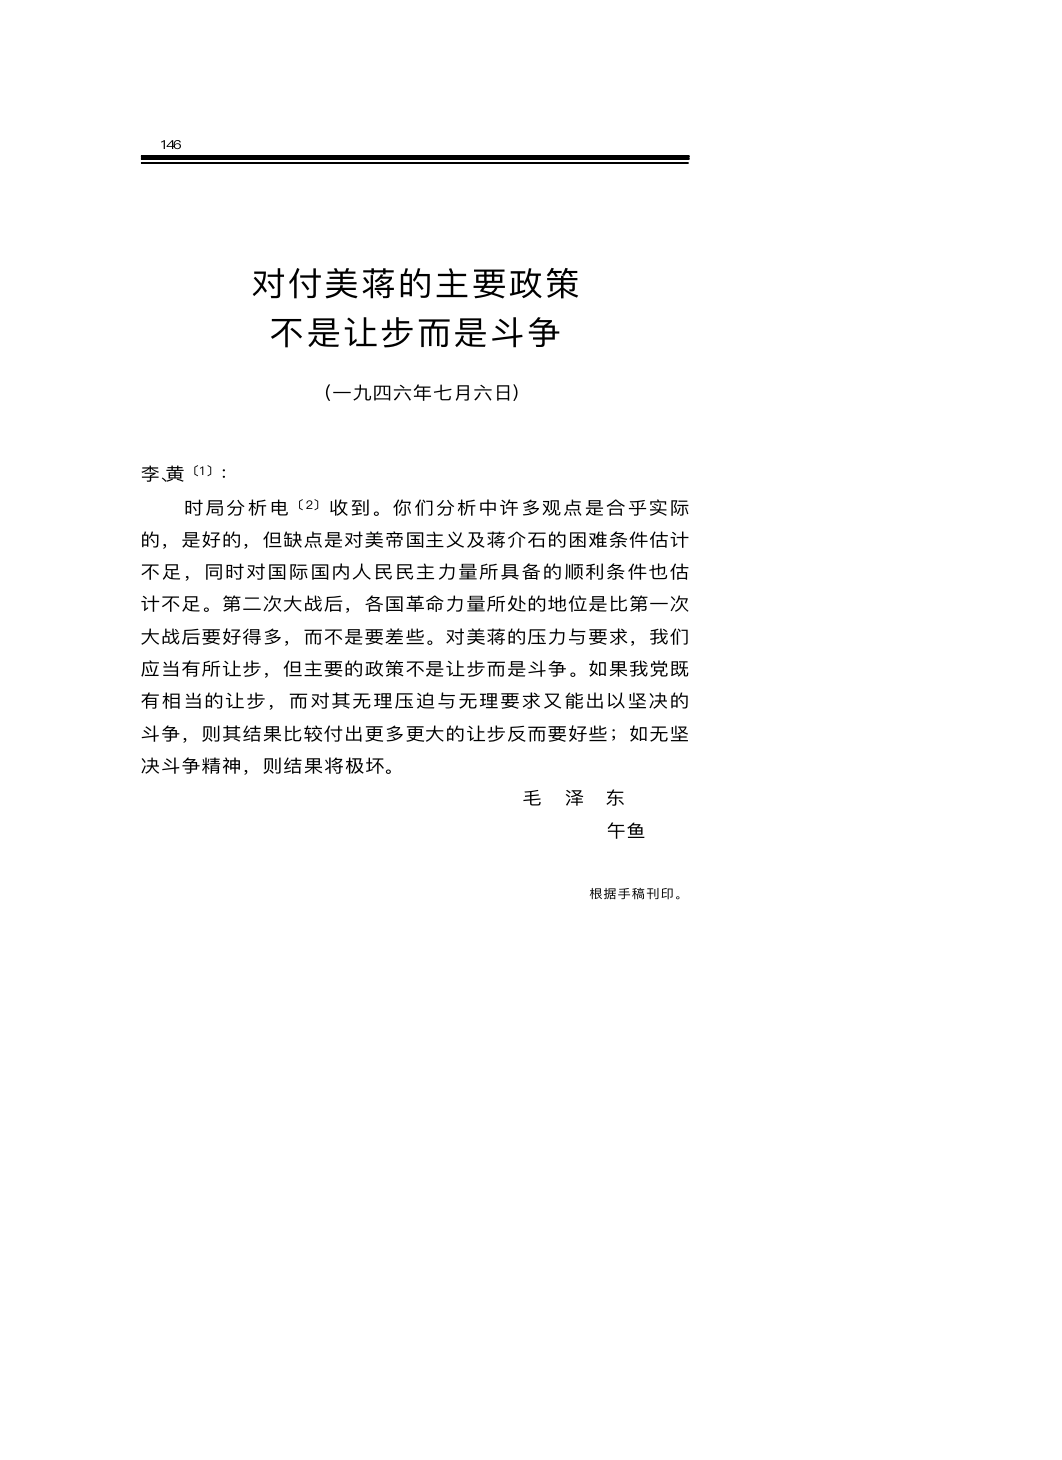 146
对付美蒋的主要政策
不是让步而是斗争
(一九四六年七月六日)
李、黄〔1〕：
时局分析电〔2〕收到。你们分析中许多观点是合乎实际
的，是好的，但缺点是对美帝国主义及蒋介石的困难条件估计
不足，同时对国际国内人民民主力量所具备的顺利条件也估
计不足。第二次大战后，各国革命力量所处的地位是比第一次
大战后要好得多，而不是要差些。对美蒋的压力与要求，我们
应当有所让步，但主要的政策不是让步而是斗争。如果我党既
有相当的让步，而对其无理压迫与无理要求又能出以坚决的
斗争，则其结果比较付出更多更大的让步反而要好些；如无坚
决斗争精神，则结果将极坏。
毛 泽 东
午鱼
根据手稿刊印。